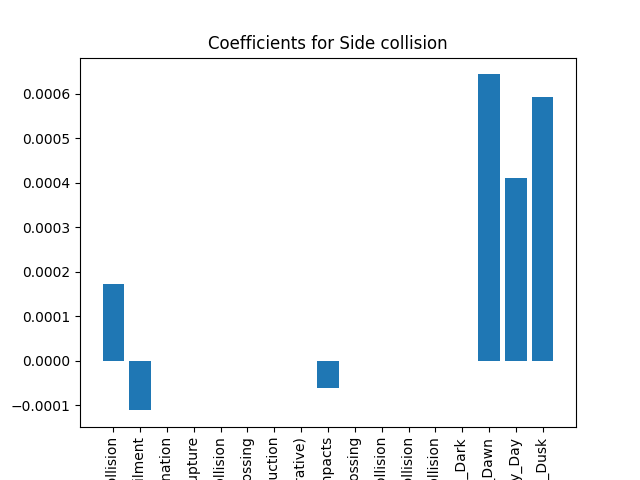 Coefficients for Side collision
0.0006
0.0005
0.0004
0.0003
0.0002
0.0001
0.0000
−0.0001
ollision
ilment
nation
upture
ollision
ossing
uction
rative)
mpacts
ossing
ollision
ollision
ollision
_Dark
_Dawn
y_Day
_Dusk